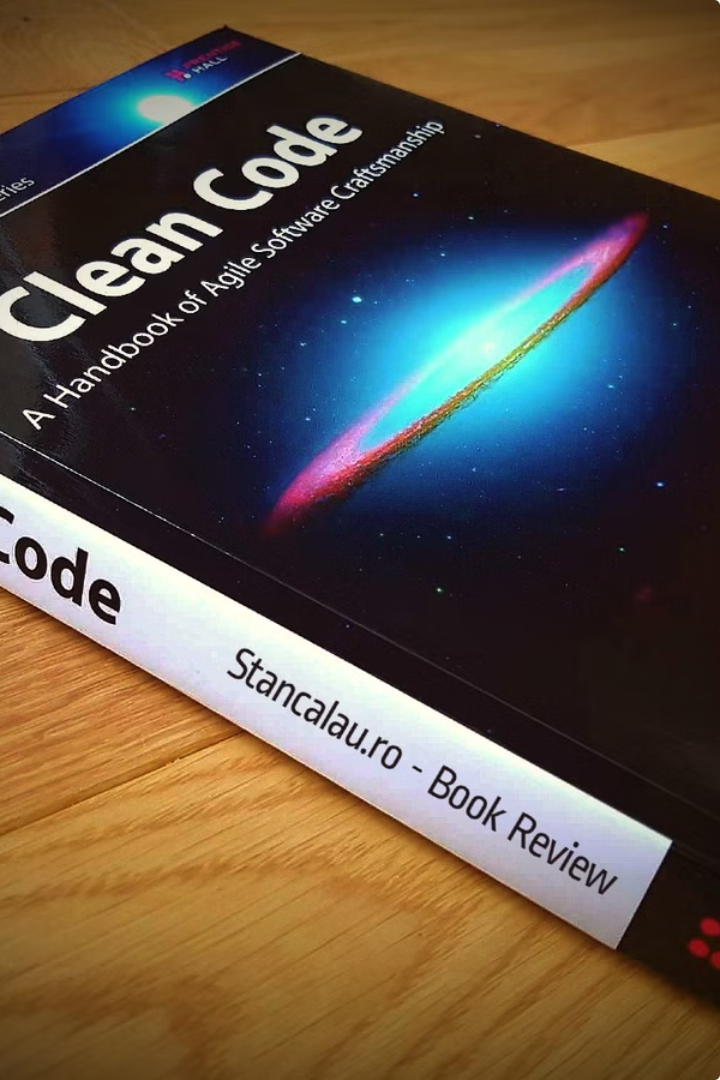 PRENTICE
HALL
eries
Clean Code
A Handbook of Agile Software Craftsmanship
Code
Stancalau.ro - Book Review